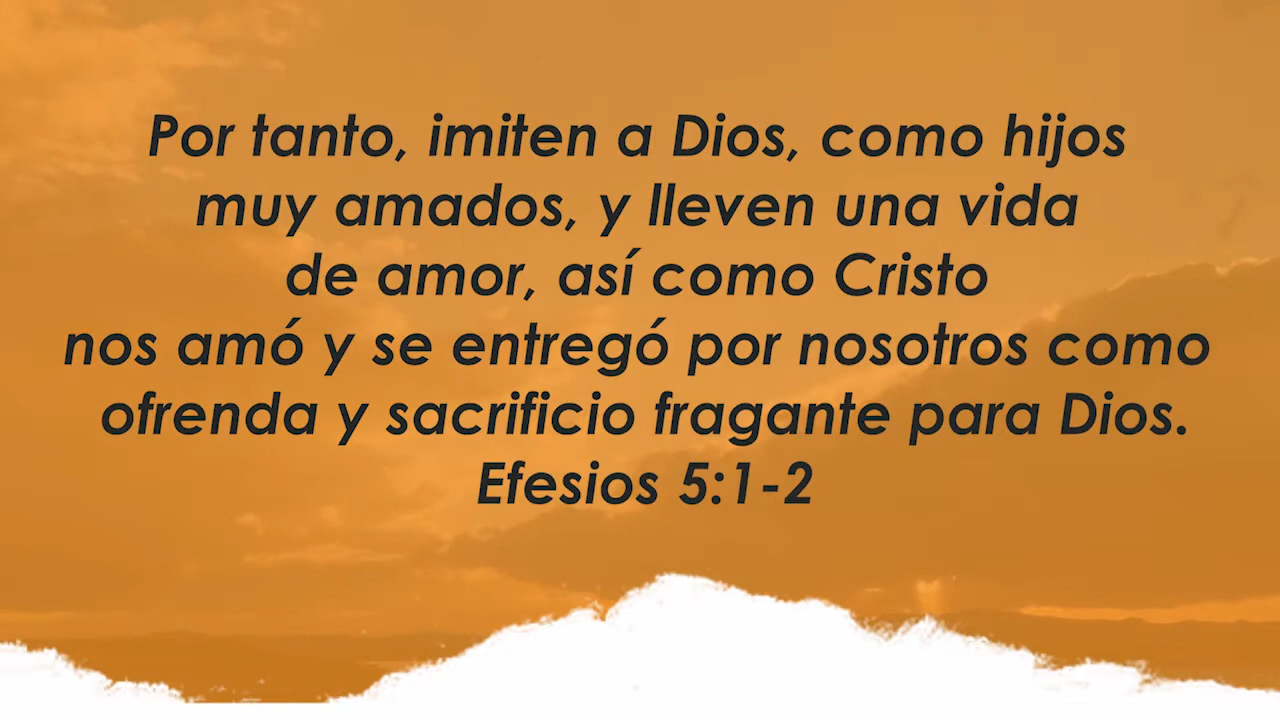 Por tanto, imiten a Dios, como hijos
muy amados, y lleven una vida
de amor, así como Cristo
nos amó y se entregó por nosotros como
ofrenda y sacrificio fragante para Dios.
Efesios 5:1-2